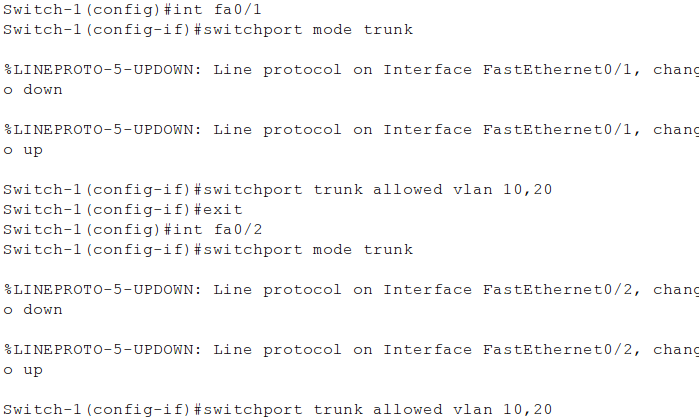 Switch-1(config)#int fa0/1
Switch-1(config-if)#switchport mode trunk
%LINEPROTO-5-UPDOWN: Line protocol on Interface FastEthernet0/1, chang
o down
%LINEPROTO-5-UPDOWN: Line protocol on Interface FastEthernet0/1, chang
o up
Switch-1(config-if)#switchport trunk allowed vlan 10,20
Switch-1(config-if)#exit
Switch-1(config)#int fa0/2
Switch-1(config-if)#switchport mode trunk
%LINEPROTO-5-UPDOWN: Line protocol on Interface FastEthernet0/2, chang
o down
%LINEPROTO-5-UPDOWN: Line protocol on Interface FastEthernet0/2, chang
o up
Switch-1(config-if)#switchport trunk allowed vlan 10,20